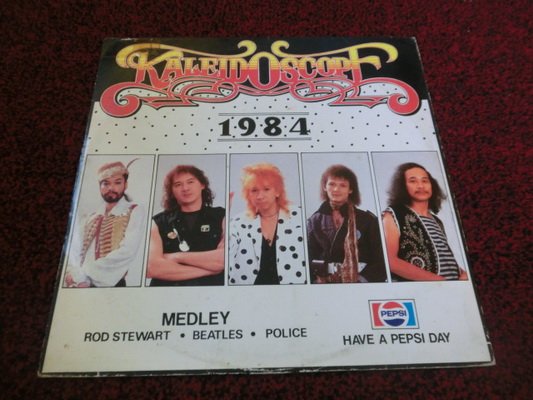 KALEIDOSCOPE
1984
MEDLEY
ROD STEWART • BEATLES • POLICE
PEPSI
HAVE A PEPSI DAY